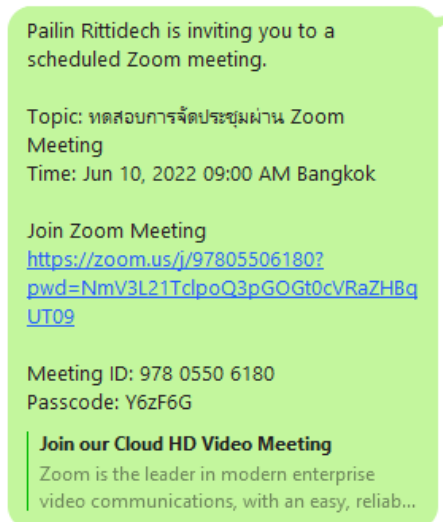 Pailin Rittidech is inviting you to a
scheduled Zoom meeting.
Topic: ทดสอบการจัดประชุมผ่าน Zoom
Meeting
Time: Jun 10, 2022 09:00 AM Bangkok
Join Zoom Meeting
https://zoom.us/j/97805506180?
pwd=NmV3L21TclpoQ3pGOGt0cVRaZHBq
UT09
Meeting ID: 978 0550 6180
Passcode: Y6zF6G
Join our Cloud HD Video Meeting
Zoom is the leader in modern enterprise
video communications, with an easy, reliab...